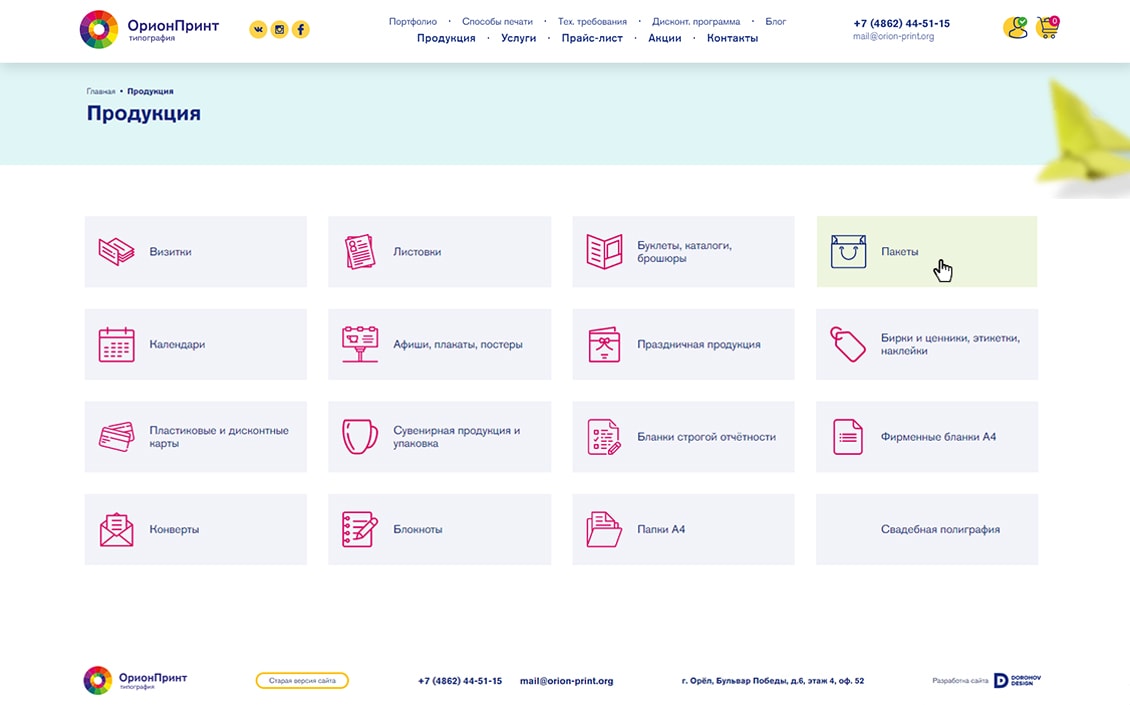 ОрионПринт
типография
Портфолио · Способы печати · Тех. требования · Дисконт. программа · Блог
Продукция · Услуги · Прайс-лист · Акции · Контакты
+7 (4862) 44-51-15
mail@orion-print.org
0
Главная • Продукция
Продукция
Визитки
Листовки
Буклеты, каталоги,
брошюры
Пакеты
Календари
Афиши, плакаты, постеры
Праздничная продукция
Бирки и ценники, этикетки,
наклейки
Пластиковые и дисконтные
карты
Сувенирная продукция и
упаковка
Бланки строгой отчётности
Фирменные бланки А4
Конверты
Блокноты
Папки А4
Свадебная полиграфия
ОрионПринт
типография
Старая версия сайта
+7 (4862) 44-51-15
mail@orion-print.org
г. Орёл, Бульвар Победы, д.6, этаж 4, оф. 52
Разработка сайта
DOROHOV
DESIGN